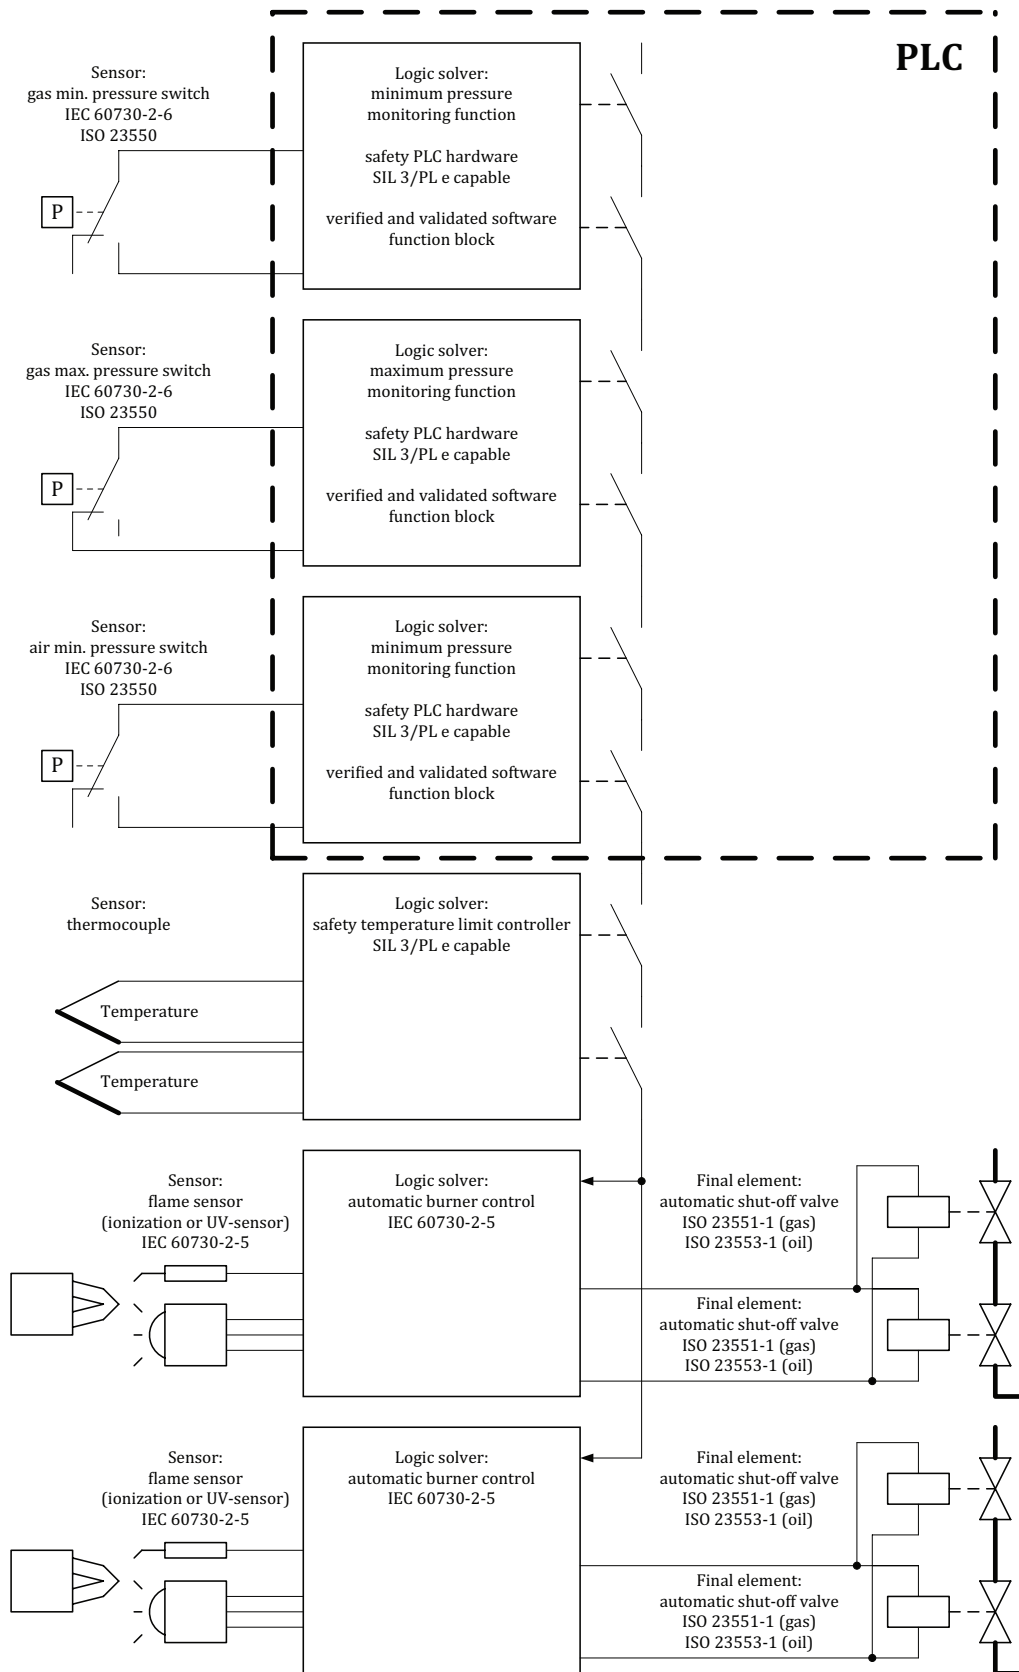 PLC
Sensor:
gas min. pressure switch
IEC 60730-2-6
ISO 23550
P
Logic solver:
minimum pressure
monitoring function
safety PLC hardware
SIL 3/PL e capable
verified and validated software
function block
Sensor:
gas max. pressure switch
IEC 60730-2-6
ISO 23550
P
Logic solver:
maximum pressure
monitoring function
safety PLC hardware
SIL 3/PL e capable
verified and validated software
function block
Sensor:
air min. pressure switch
IEC 60730-2-6
ISO 23550
P
Logic solver:
minimum pressure
monitoring function
safety PLC hardware
SIL 3/PL e capable
verified and validated software
function block
Sensor:
thermocouple
Temperature
Temperature
Logic solver:
safety temperature limit controller
SIL 3/PL e capable
Sensor:
flame sensor
(ionization or UV-sensor)
IEC 60730-2-5
Logic solver:
automatic burner control
IEC 60730-2-5
Final element:
automatic shut-off valve
ISO 23551-1 (gas)
ISO 23553-1 (oil)
Final element:
automatic shut-off valve
ISO 23551-1 (gas)
ISO 23553-1 (oil)
Sensor:
flame sensor
(ionization or UV-sensor)
IEC 60730-2-5
Logic solver:
automatic burner control
IEC 60730-2-5
Final element:
automatic shut-off valve
ISO 23551-1 (gas)
ISO 23553-1 (oil)
Final element:
automatic shut-off valve
ISO 23551-1 (gas)
ISO 23553-1 (oil)